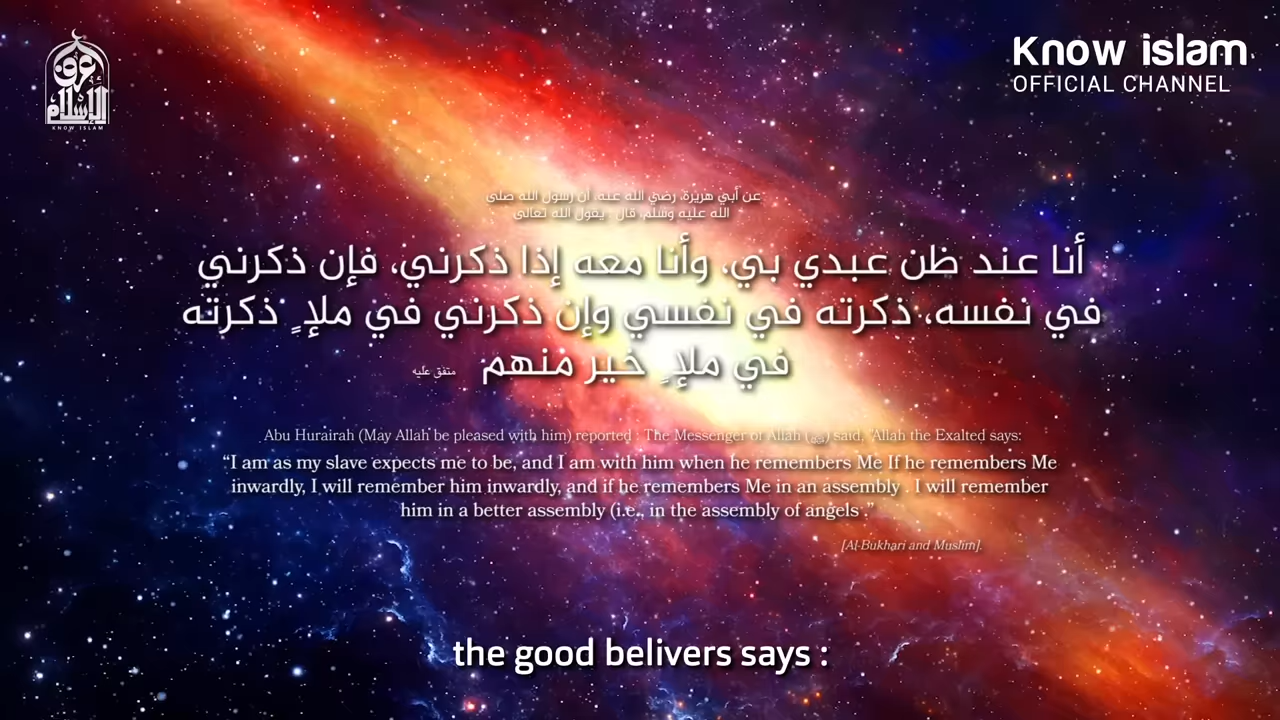 عرف
الإسلام
KNOW ISLAM
Know islam
OFFICIAL CHANNEL
عن أبي هريرة، رضي الله عنه، أن رسول الله صلى
الله عليه وسلم، قال : يقول الله تعالى
أنا عند ظن عبدي بي، وأنا معه إذا ذكرني، فإن ذكرني
في نفسه، ذكرته في نفسي وإن ذكرني في ملإ ٍ ذكرته
في ملإ ٍ خير منهم متفق عليه
Abu Hurairah (May Allah be pleased with him) reported : The Messenger of Allah (ﷺ) said, "Allah the Exalted says:
“I am as my slave expects me to be, and I am with him when he remembers Me If he remembers Me
inwardly, I will remember him inwardly, and if he remembers Me in an assembly . I will remember
him in a better assembly (i.e., in the assembly of angels .”
[Al-Bukhari and Muslim].
the good belivers says :